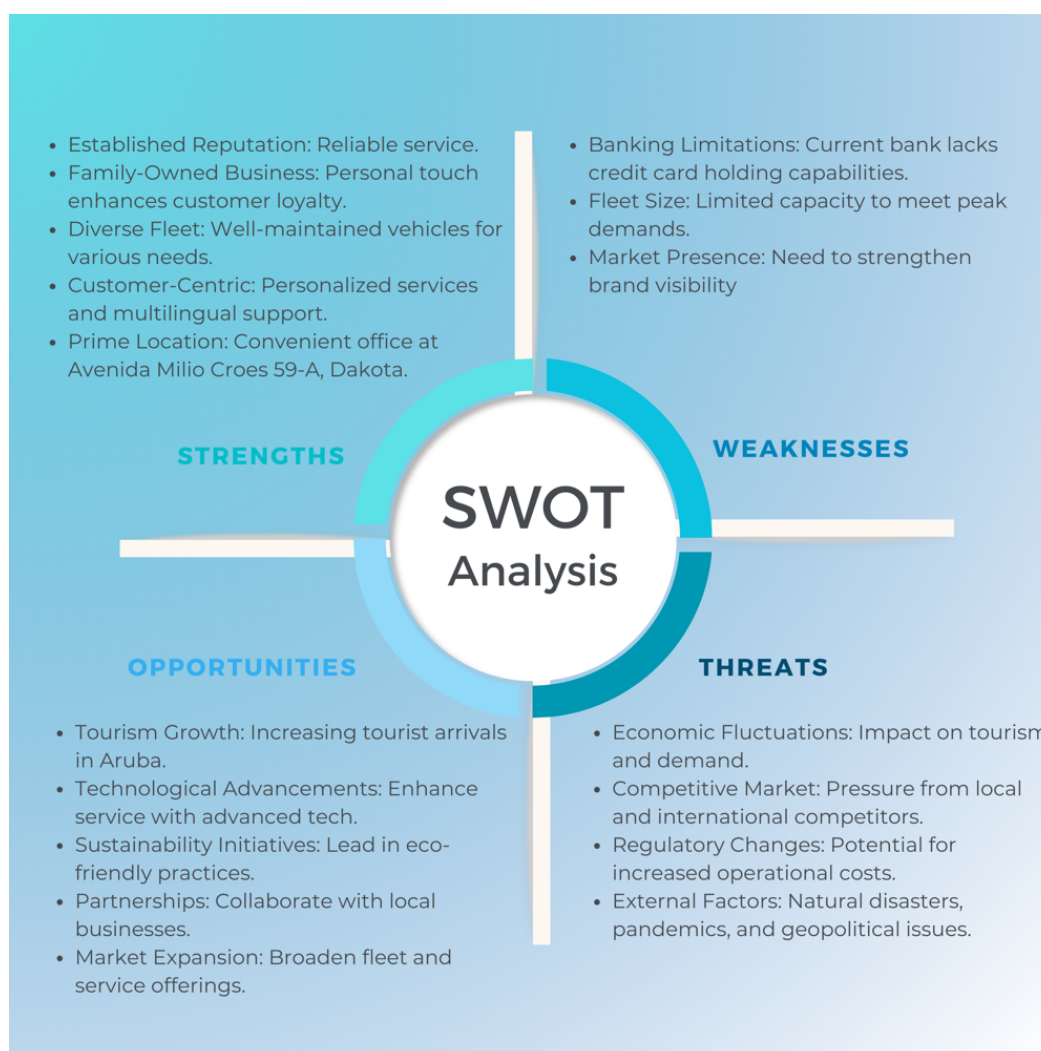 • Established Reputation: Reliable service.
• Family-Owned Business: Personal touch
enhances customer loyalty.
• Diverse Fleet: Well-maintained vehicles for
various needs.
• Customer-Centric: Personalized services
and multilingual support.
• Prime Location: Convenient office at
Avenida Milio Croes 59-A, Dakota.
STRENGTHS
• Banking Limitations: Current bank lacks
credit card holding capabilities.
• Fleet Size: Limited capacity to meet peak
demands.
• Market Presence: Need to strengthen
brand visibility
WEAKNESSES
SWOT
Analysis
OPPORTUNITIES
• Tourism Growth: Increasing tourist arrivals
in Aruba.
• Technological Advancements: Enhance
service with advanced tech.
• Sustainability Initiatives: Lead in eco-
friendly practices.
• Partnerships: Collaborate with local
businesses.
• Market Expansion: Broaden fleet and
service offerings.
THREATS
• Economic Fluctuations: Impact on tourism
and demand.
• Competitive Market: Pressure from local
and international competitors.
• Regulatory Changes: Potential for
increased operational costs.
• External Factors: Natural disasters,
pandemics, and geopolitical issues.